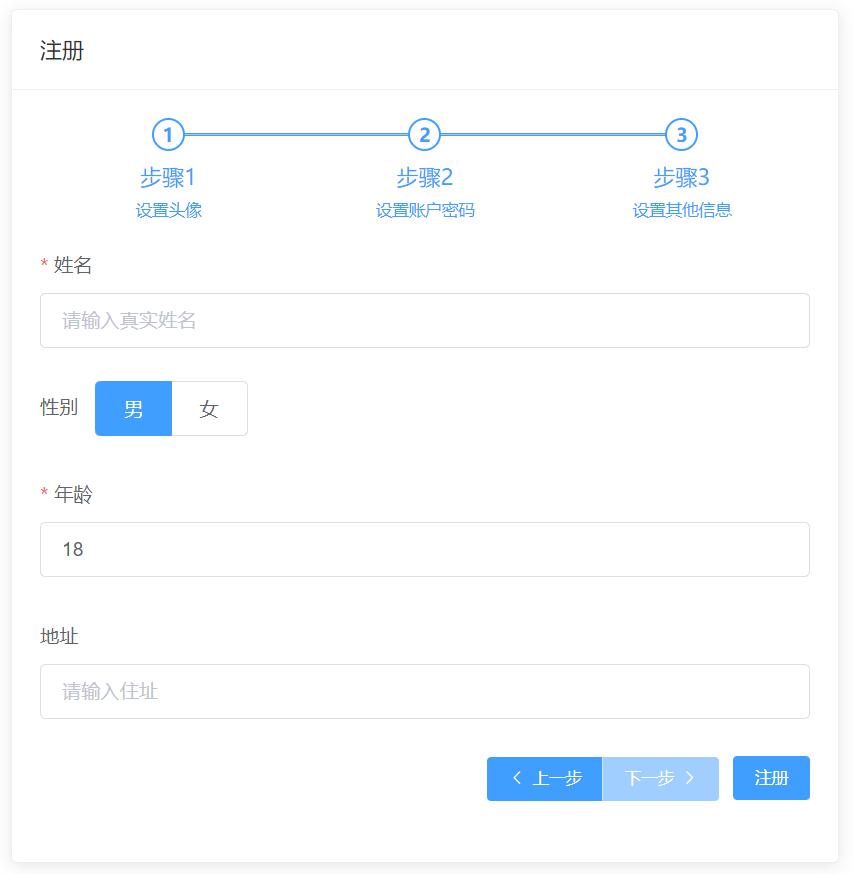 注册
1 2 3
步骤1 步骤2 步骤3
设置头像 设置账户密码 设置其他信息
* 姓名
请输入真实姓名
性别 男 女
* 年龄
18
地址
请输入住址
上一步 下一步 注册